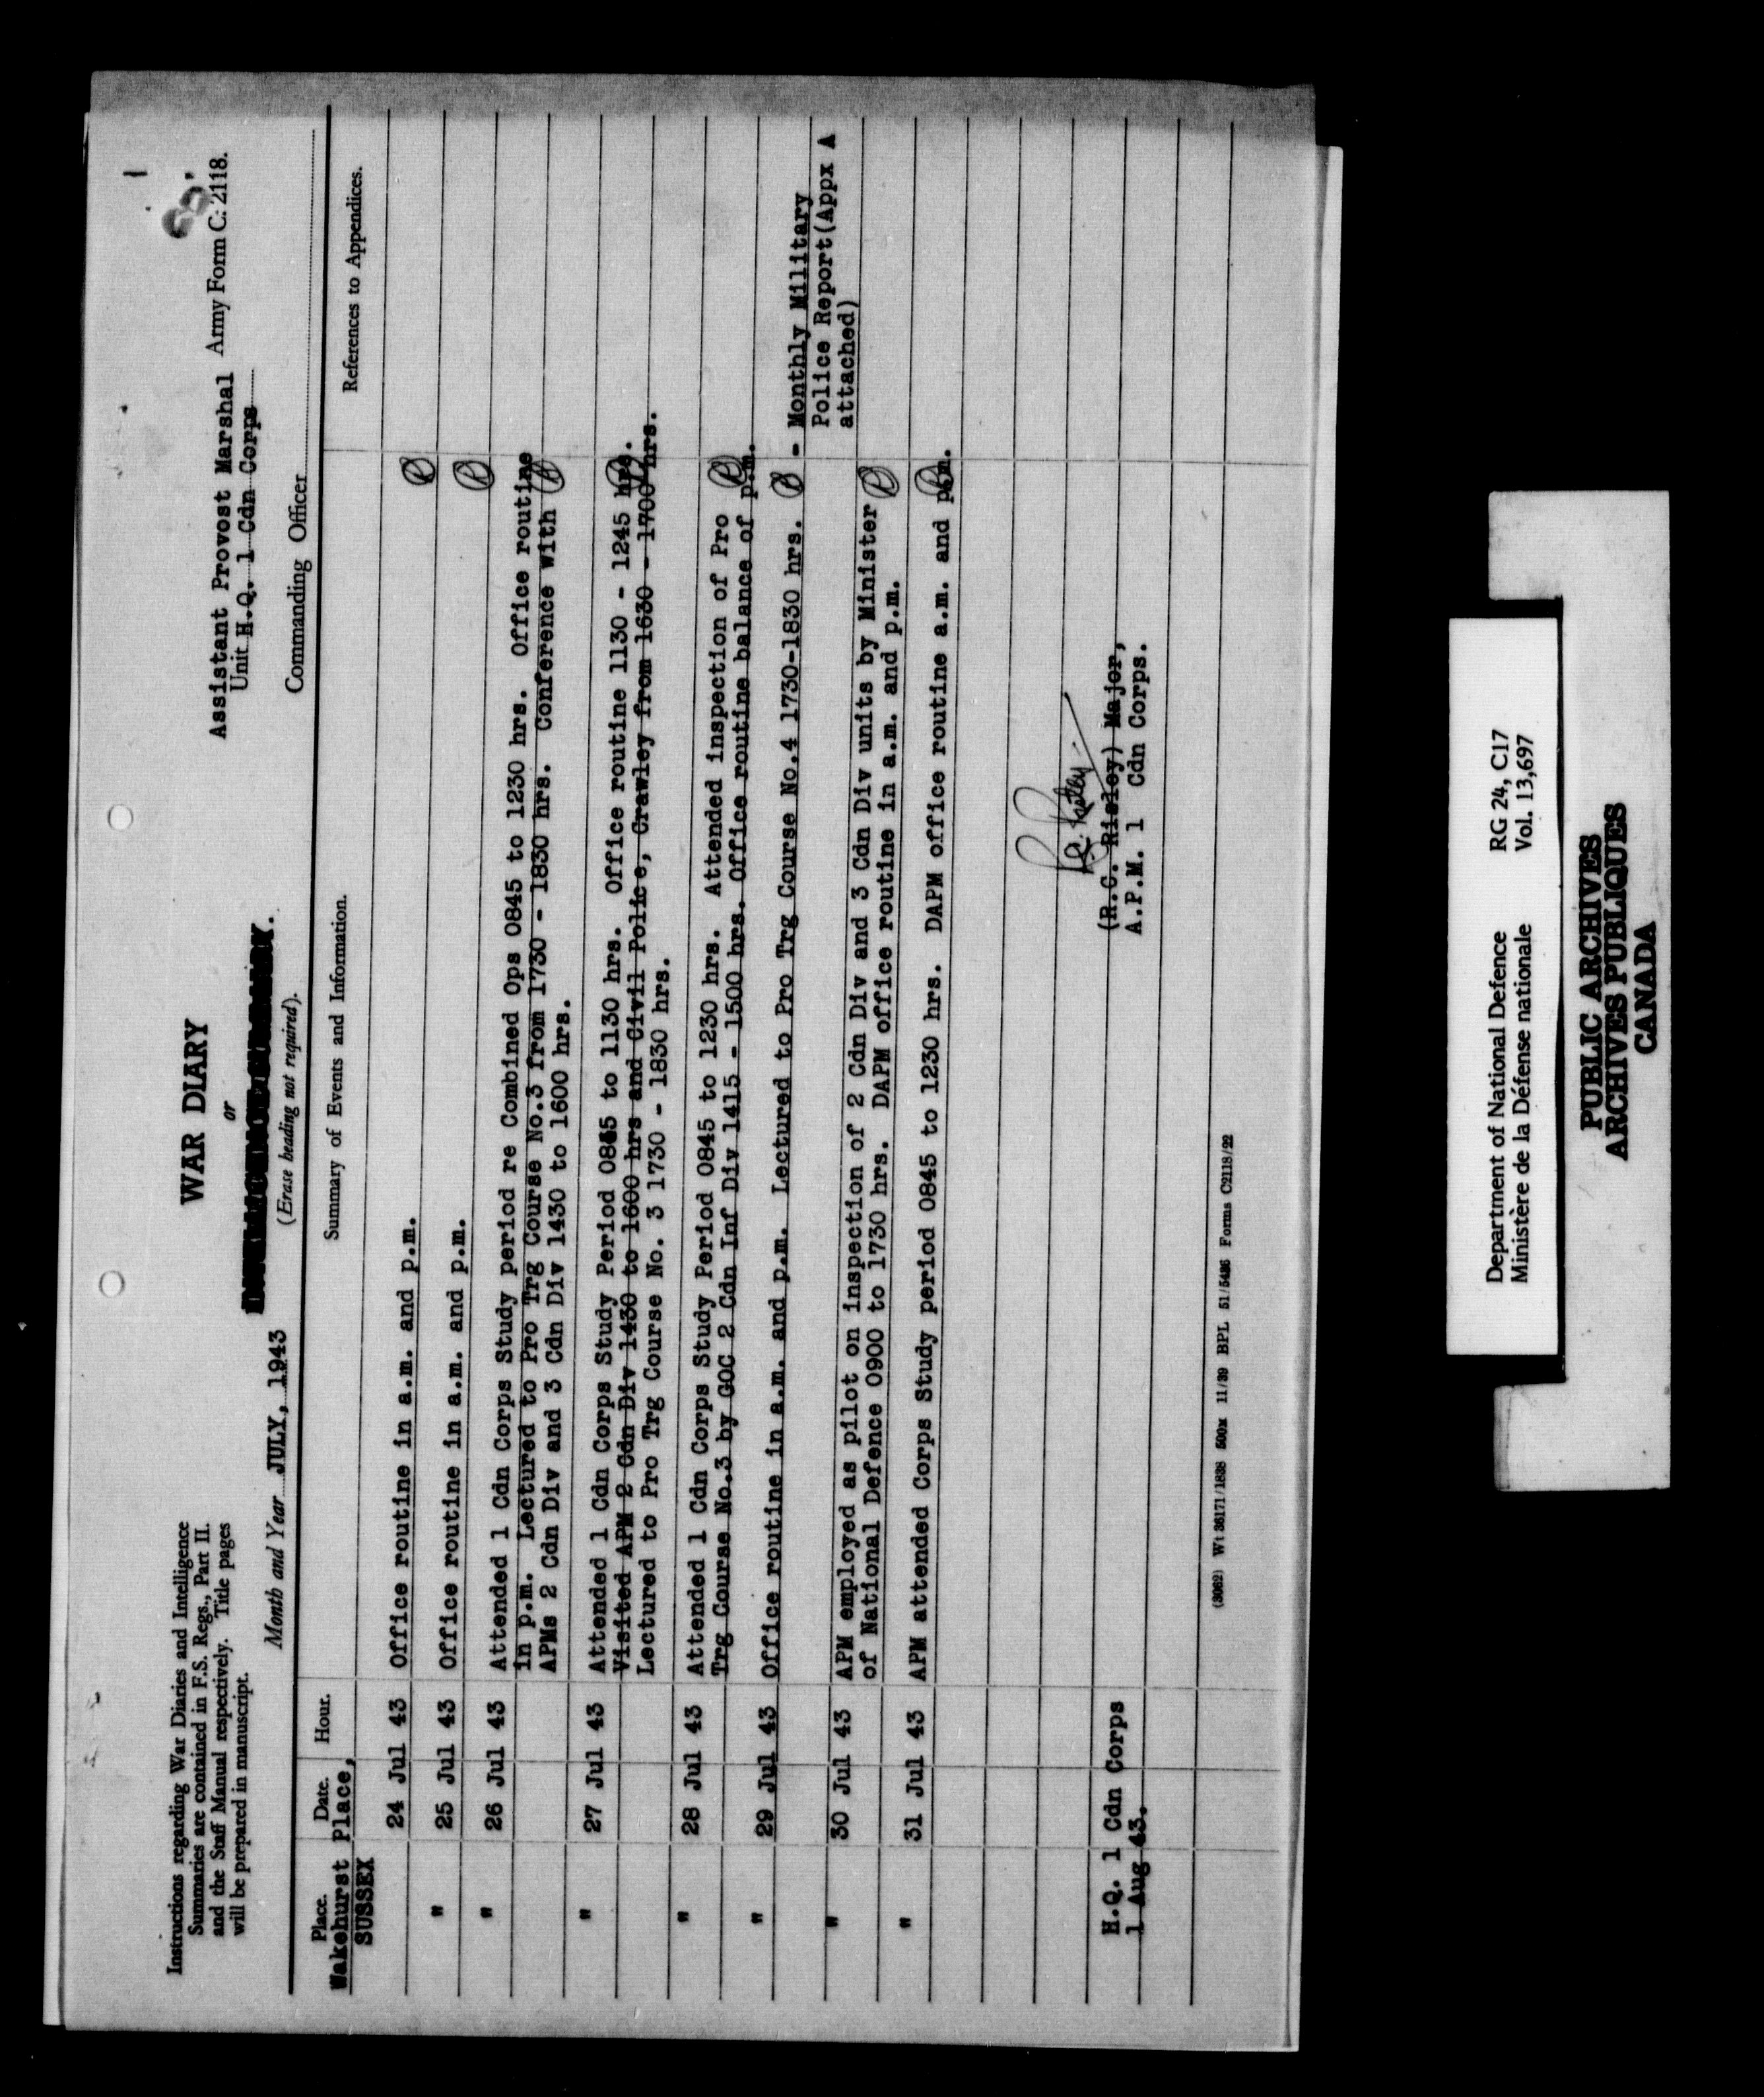 Instructions regarding War Diaries and Intelligence
Summaries are contained in F.S. Regs., Part II.
and the Staff Manual respectively. Title pages
will be prepared in manuscript.
WAR DIARY
or
(Erase heading not required).
Month and Year JULY, 1943
Assistant Provost Marshal Army Form C. 2118.
Unit H.Q. 1 Cdn Corps
Commanding Officer
1
Place. Date. Hour. Summary of Events and Information. References to Appendices.
Wakehurst Place,
SUSSEX
24 Jul 43 Office routine in a.m. and p.m.
" 25 Jul 43 Office routine in a.m. and p.m.
" 26 Jul 43 Attended 1 Cdn Corps Study period re Combined Ops 0845 to 1230 hrs. Office routine
in p.m. Lectured to Pro Trg Course No.3 from 1730 - 1830 hrs. Conference with
APMs 2 Cdn Div and 3 Cdn Div 1430 to 1600 hrs.
" 27 Jul 43 Attended 1 Cdn Corps Study Period 0845 to 1130 hrs. Office routine 1130 - 1245 hrs.
Visited APM 2 Cdn Div 1430 to 1600 hrs and Civil Police, Crawley from 1630 - 1700 hrs.
Lectured to Pro Trg Course No. 3 1730 - 1830 hrs.
" 28 Jul 43 Attended 1 Cdn Corps Study Period 0845 to 1230 hrs. Attended inspection of Pro
Trg Course No.3 by GOC 2 Cdn Inf Div 1415 - 1500 hrs. Office routine balance of p.m.
" 29 Jul 43 Office routine in a.m. and p.m. Lectured to Pro Trg Course No.4 1730-1830 hrs. - Monthly Military
Police Report(Appx A
attached)
" 30 Jul 43 APM employed as pilot on inspection of 2 Cdn Div and 3 Cdn Div units by Minister
of National Defence 0900 to 1730 hrs. DAPM office routine in a.m. and p.m.
" 31 Jul 43 APM attended Corps Study period 0845 to 1230 hrs. DAPM office routine a.m. and p.m.
(R.C. Risley) Major,
A.P.M. 1 Cdn Corps.
H.Q. 1 Cdn Corps
1 Aug 43.
(3062) Wt 36171/1838 500M 11/39 BPL 51/5486 Forms C2118/22
Department of National Defence RG 24, C17
Ministère de la Défense nationale Vol. 13,697
PUBLIC ARCHIVES
ARCHIVES PUBLIQUES
CANADA